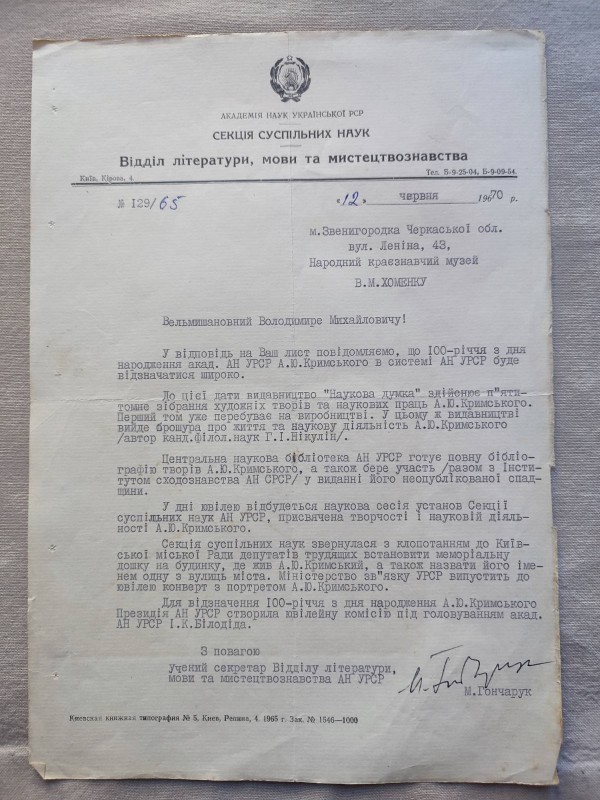 АКАДЕМІЯ НАУК УКРАЇНСЬКОЇ РСР
СЕКЦІЯ СУСПІЛЬНИХ НАУК
Відділ літератури, мови та мистецтвознавства
Київ, Кірова, 4. Тел. Б-9-25-04, Б-9-09-54.
№ I29/65 „12„ червня 1970 р.
м.Звенигородка Черкаської обл.
вул. Леніна, 43,
Народний краєзнавчий музей
В.М.ХОМЕНКУ
Вельмишановний Володимире Михайловичу!
У відповідь на Ваш лист повідомляємо, що I00-річчя з дня
народження акад. АН УРСР А.Ю.Кримського в системі АН УРСР буде
відзначатися широко.
До цієї дати видавництво "Наукова думка" здійснює п"яти-
томне зібрання художніх творів та наукових праць А.Ю.Кримського.
Перший том уже перебуває на виробництві. У цьому ж видавництві
вийде брошура про життя та наукову діяльність А.Ю.Кримського
/автор канд.філол.наук Г.І.Нікулін/.
Центральна наукова бібліотека АН УРСР готує повну бібліо-
графію творів А.Ю.Кримського, а також бере участь /разом з Інсти-
тутом сходознавства АН СРСР/ у виданні його неопублікованої спад-
щини.
У дні ювілею відбудеться наукова сесія установ Секції
суспільних наук АН УРСР, присвячена творчості і науковій діяль-
ності А.Ю.Кримського.
Секція суспільних наук звернулася з клопотанням до Київ-
ської міської Ради депутатів трудящих встановити меморіальну
дошку на будинку, де жив А.Ю.Кримський, а також назвати його іме-
нем одну з вулиць міста. Міністерство зв"язку УРСР випустить до
ювілею конверт з портретом А.Ю.Кримського.
Для відзначення I00-річчя з дня народження А.Ю.Кримського
Президія АН УРСР створила ювілейну комісію під головуванням акад.
АН УРСР І.К.Білодіда.
З повагою
Учений секретар Відділу літератури,
мови та мистецтвознавства АН УРСР
М.Гончарук
Киевская книжная типография № 5, Киев, Репина, 4. 1965 г. Зак. № 1546—1000